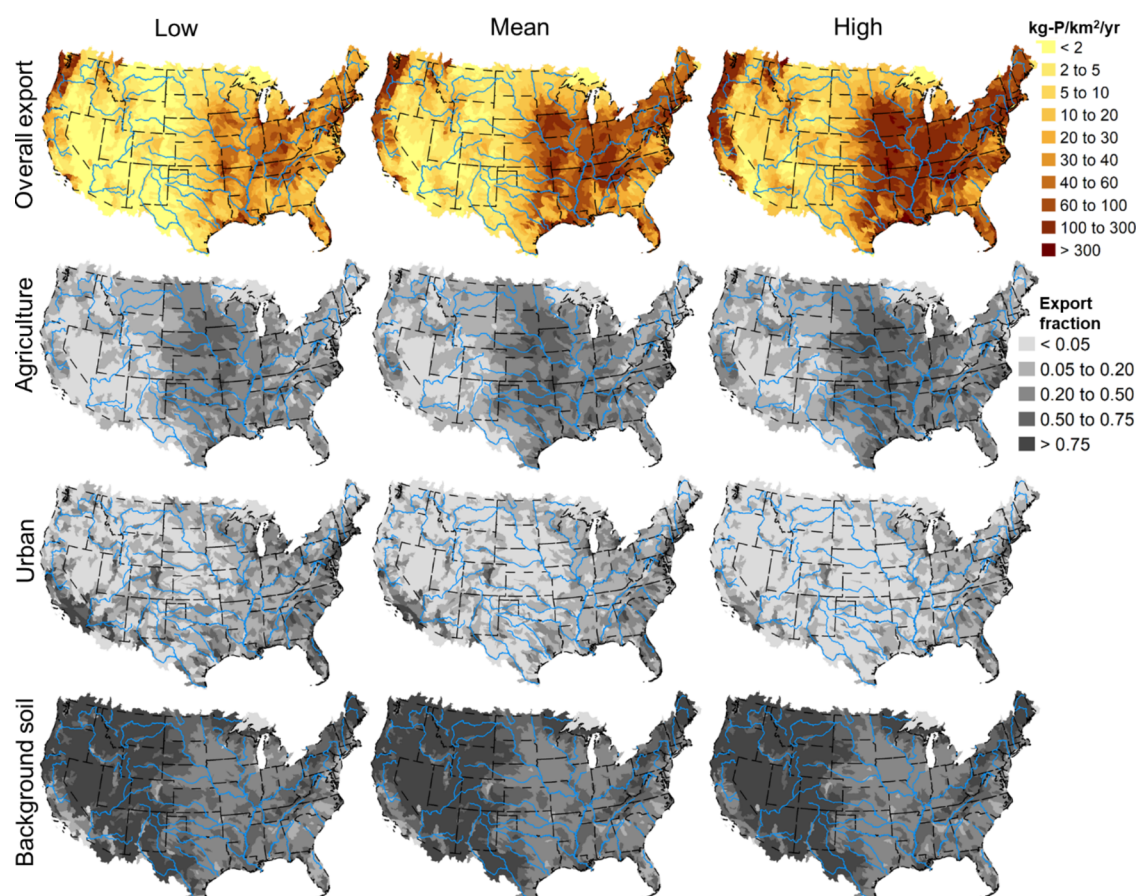 Low
Mean
High
kg-P/km²/yr
< 2
2 to 5
5 to 10
10 to 20
20 to 30
30 to 40
40 to 60
60 to 100
100 to 300
> 300
Overall export
Agriculture
Export
fraction
< 0.05
0.05 to 0.20
0.20 to 0.50
0.50 to 0.75
> 0.75
Urban
Background soil